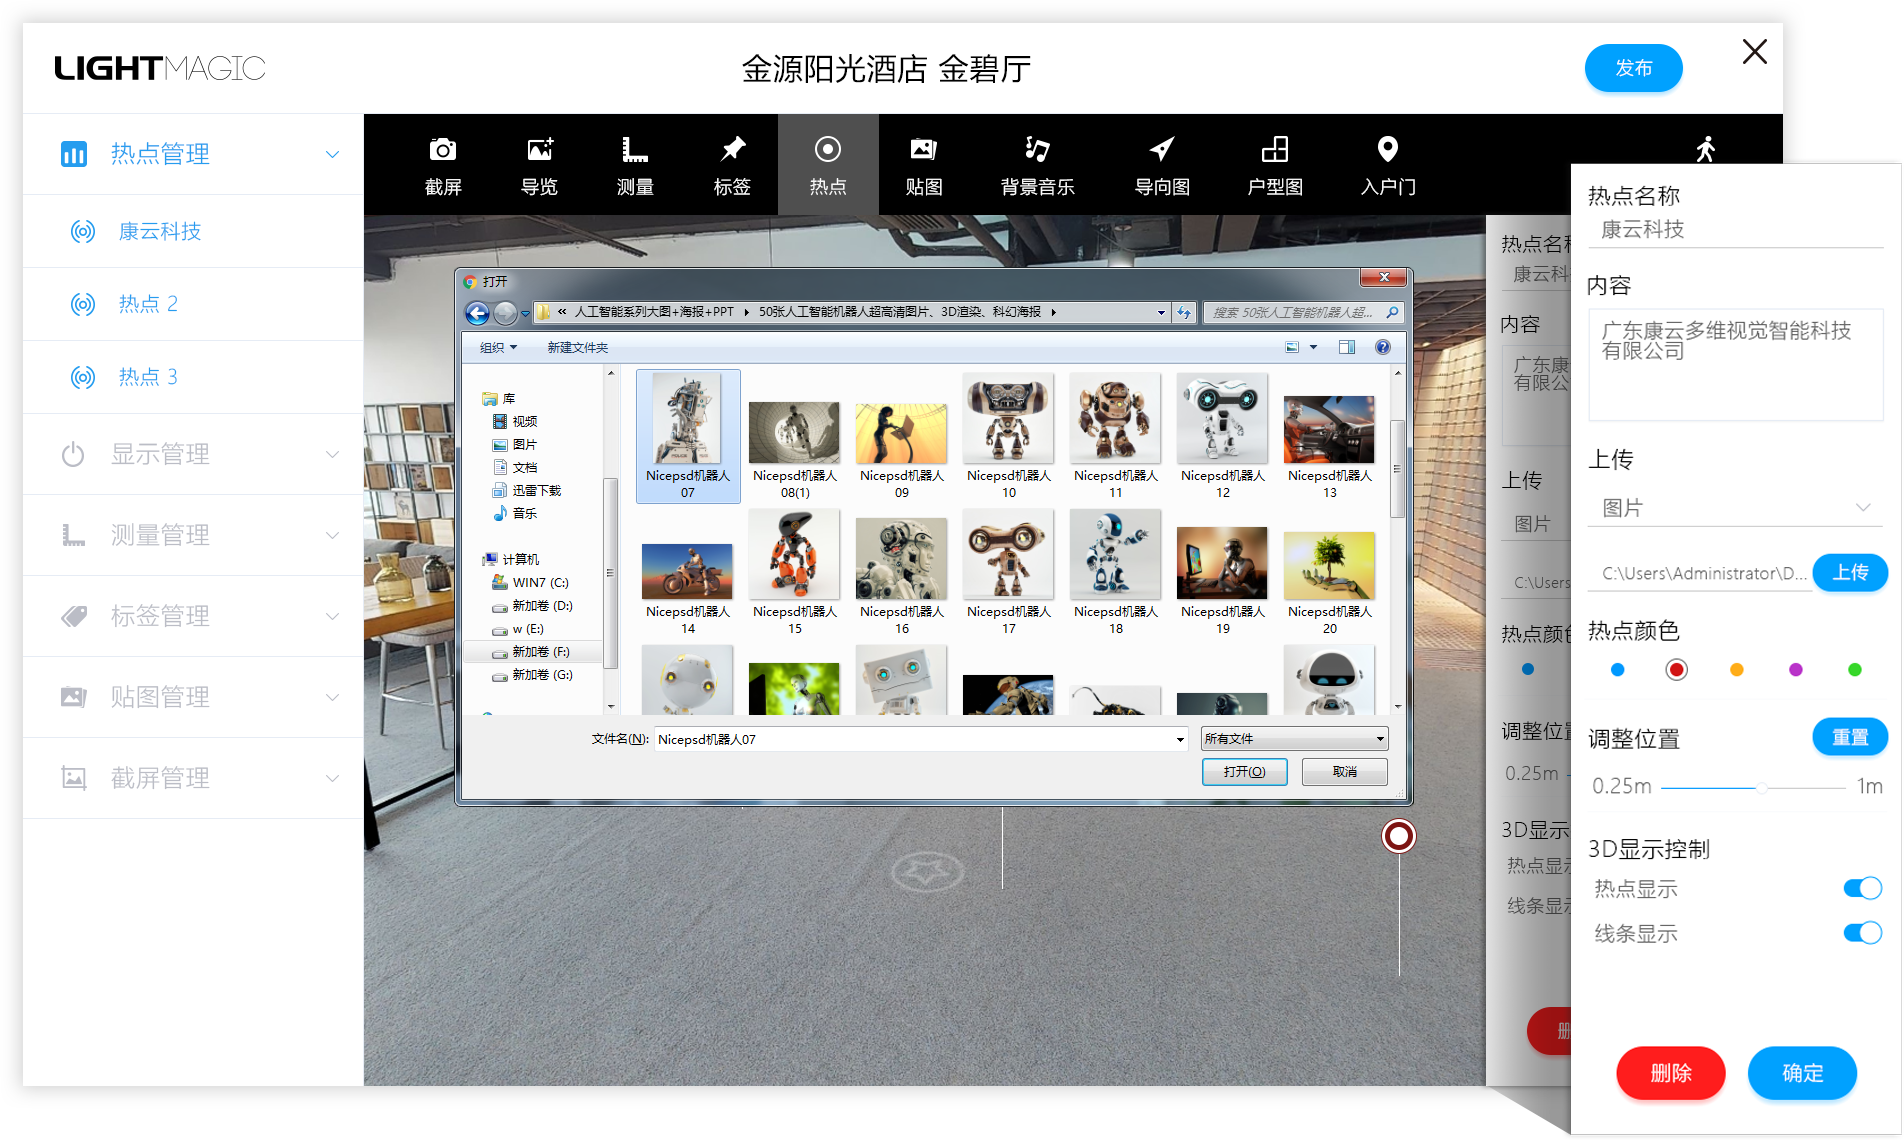 LIGHTMAGIC
金源阳光酒店 金碧厅
发布
热点管理
康云科技
热点 2
热点 3
显示管理
测量管理
标签管理
贴图管理
截屏管理
截屏
导览
测量
标签
热点
贴图
背景音乐
导向图
户型图
入户门
打开
« 人工智能系列大图+海报+PPT ▸ 50张人工智能机器人超高清图片、3D渲染、科幻海报 ▸
搜索 50张人工智能机器人超...
组织
新建文件夹
库
视频
图片
文档
迅雷下载
音乐
计算机
WIN7 (C:)
新加卷 (D:)
w (E:)
新加卷 (F:)
新加卷 (G:)
Nicepsd机器人
07
Nicepsd机器人
08(1)
Nicepsd机器人
09
Nicepsd机器人
10
Nicepsd机器人
11
Nicepsd机器人
12
Nicepsd机器人
13
Nicepsd机器人
14
Nicepsd机器人
15
Nicepsd机器人
16
Nicepsd机器人
17
Nicepsd机器人
18
Nicepsd机器人
19
Nicepsd机器人
20
文件名(N):
Nicepsd机器人07
所有文件
打开(O)
取消
热点名称
康云科
内容
广东康
有限公
上传
图片
C:\Users
热点颜色
调整位置
0.25m
3D显示
热点显示
线条显示
删
热点名称
康云科技
内容
广东康云多维视觉智能科技
有限公司
上传
图片
C:\Users\Administrator\D...
上传
热点颜色
调整位置
重置
0.25m
1m
3D显示控制
热点显示
线条显示
删除
确定